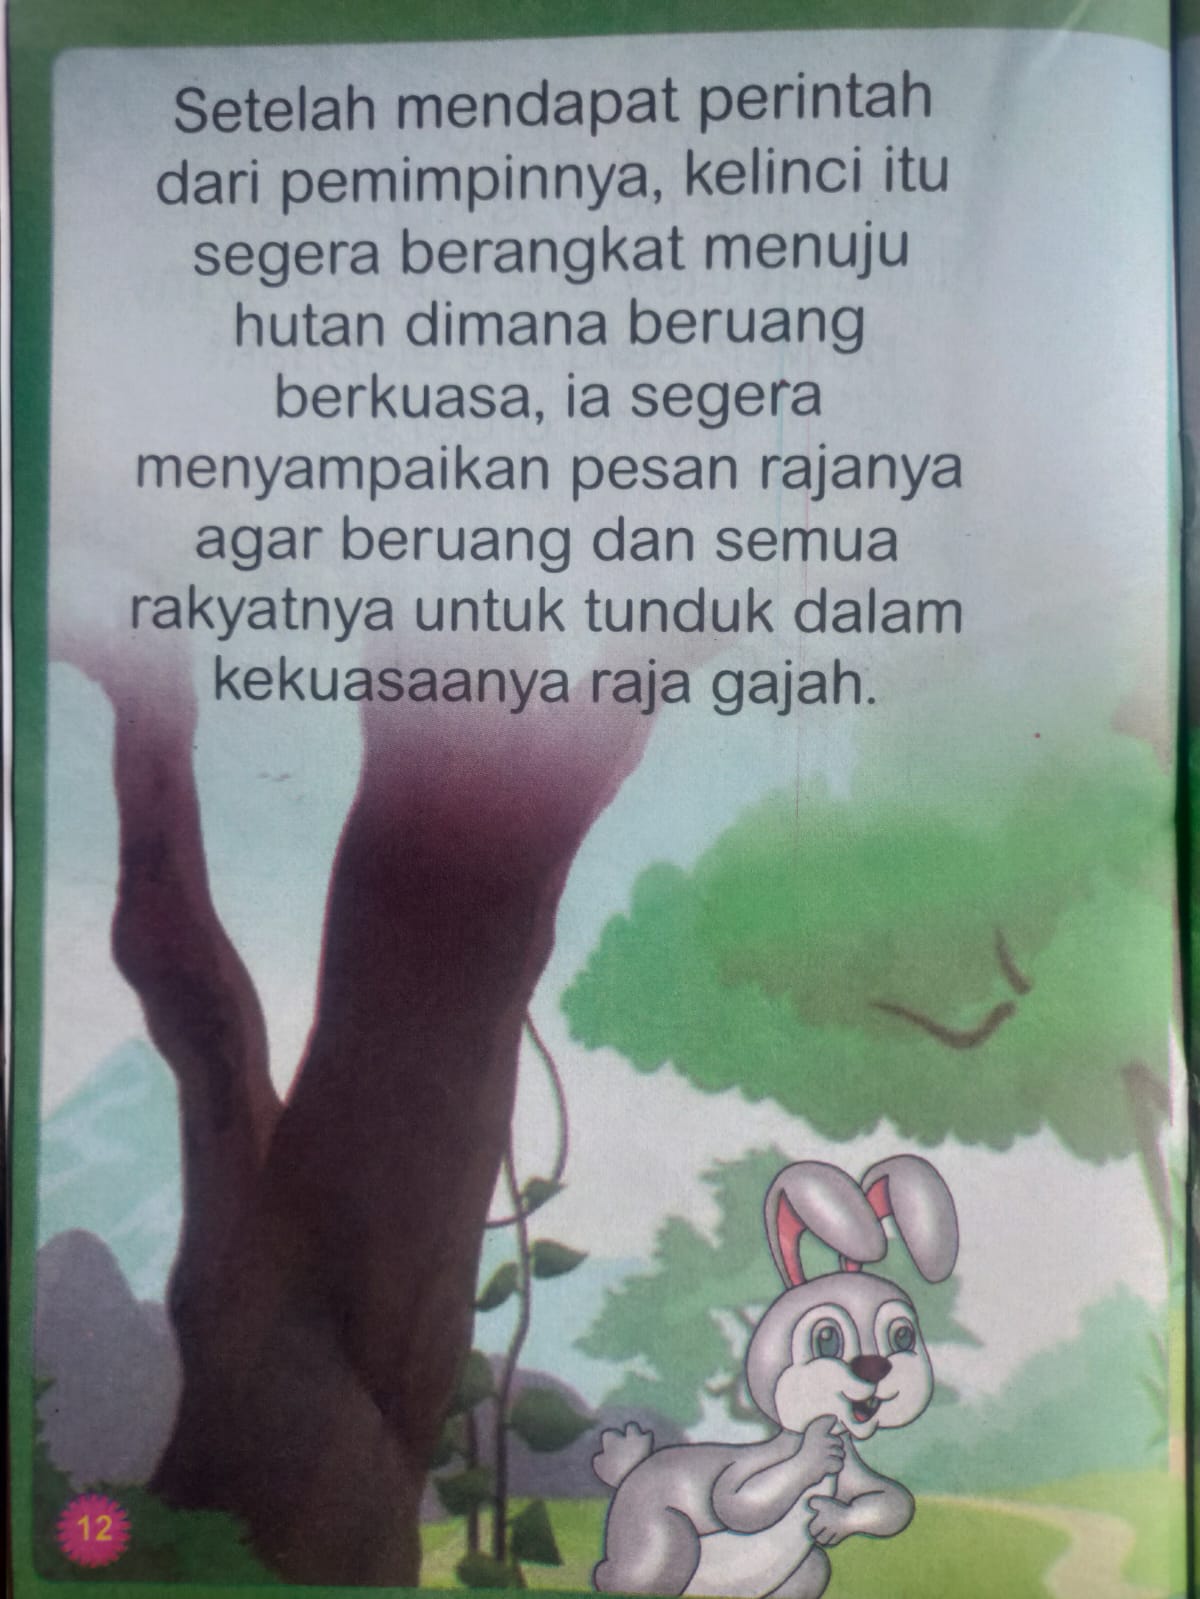 Setelah mendapat perintah
dari pemimpinnya, kelinci itu
segera berangkat menuju
hutan dimana beruang
berkuasa, ia segera
menyampaikan pesan rajanya
agar beruang dan semua
rakyatnya untuk tunduk dalam
kekuasaanya raja gajah.
12